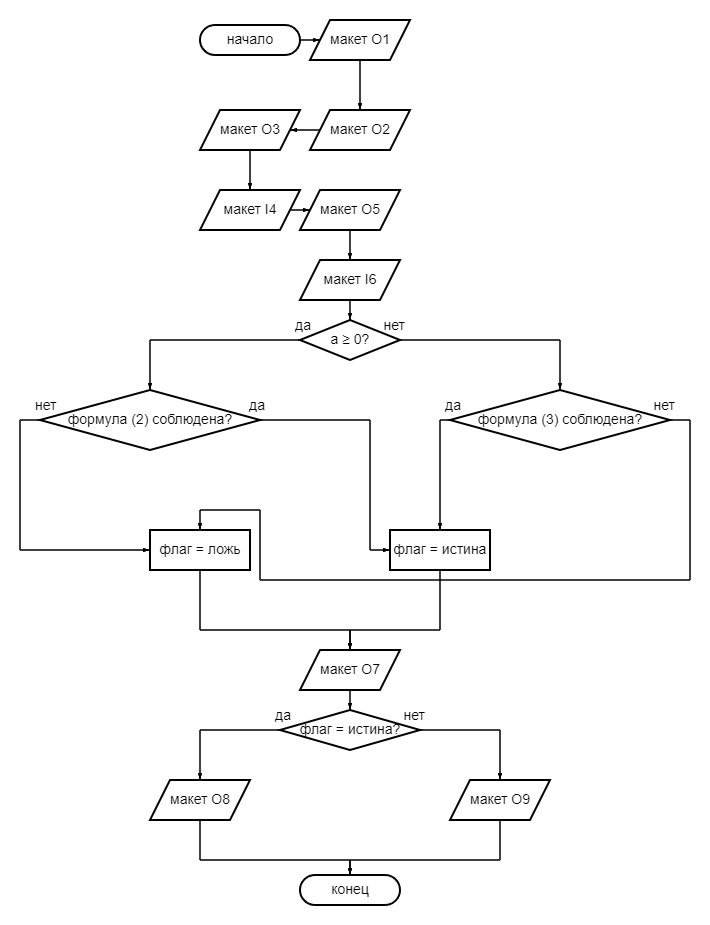 начало
макет O1
макет O3
макет O2
макет I4
макет O5
макет I6
да
нет
a ≥ 0?
нет
формула (2) соблюдена?
да
да
формула (3) соблюдена?
нет
флаг = ложь
флаг = истина
макет O7
да
нет
флаг = истина?
макет O8
макет O9
конец